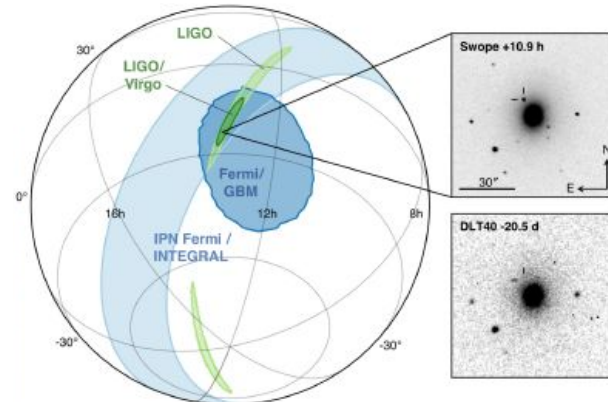 30°
LIGO
LIGO/
Virgo
Fermi/
GBM
0°
16h
12h
8h
IPN Fermi /
INTEGRAL
-30°
-30°
Swope +10.9 h
N
30"
E
DLT40 -20.5 d